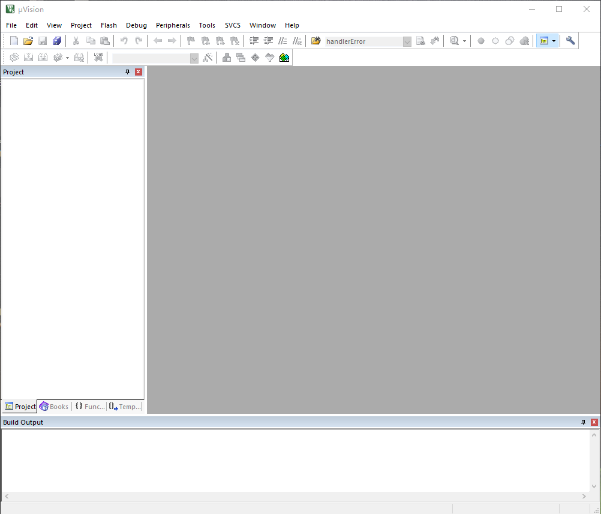 µVision
File Edit View Project Flash Debug Peripherals Tools SVCS Window Help
handlerError
Project
Project Books Func... Temp...
Build Output